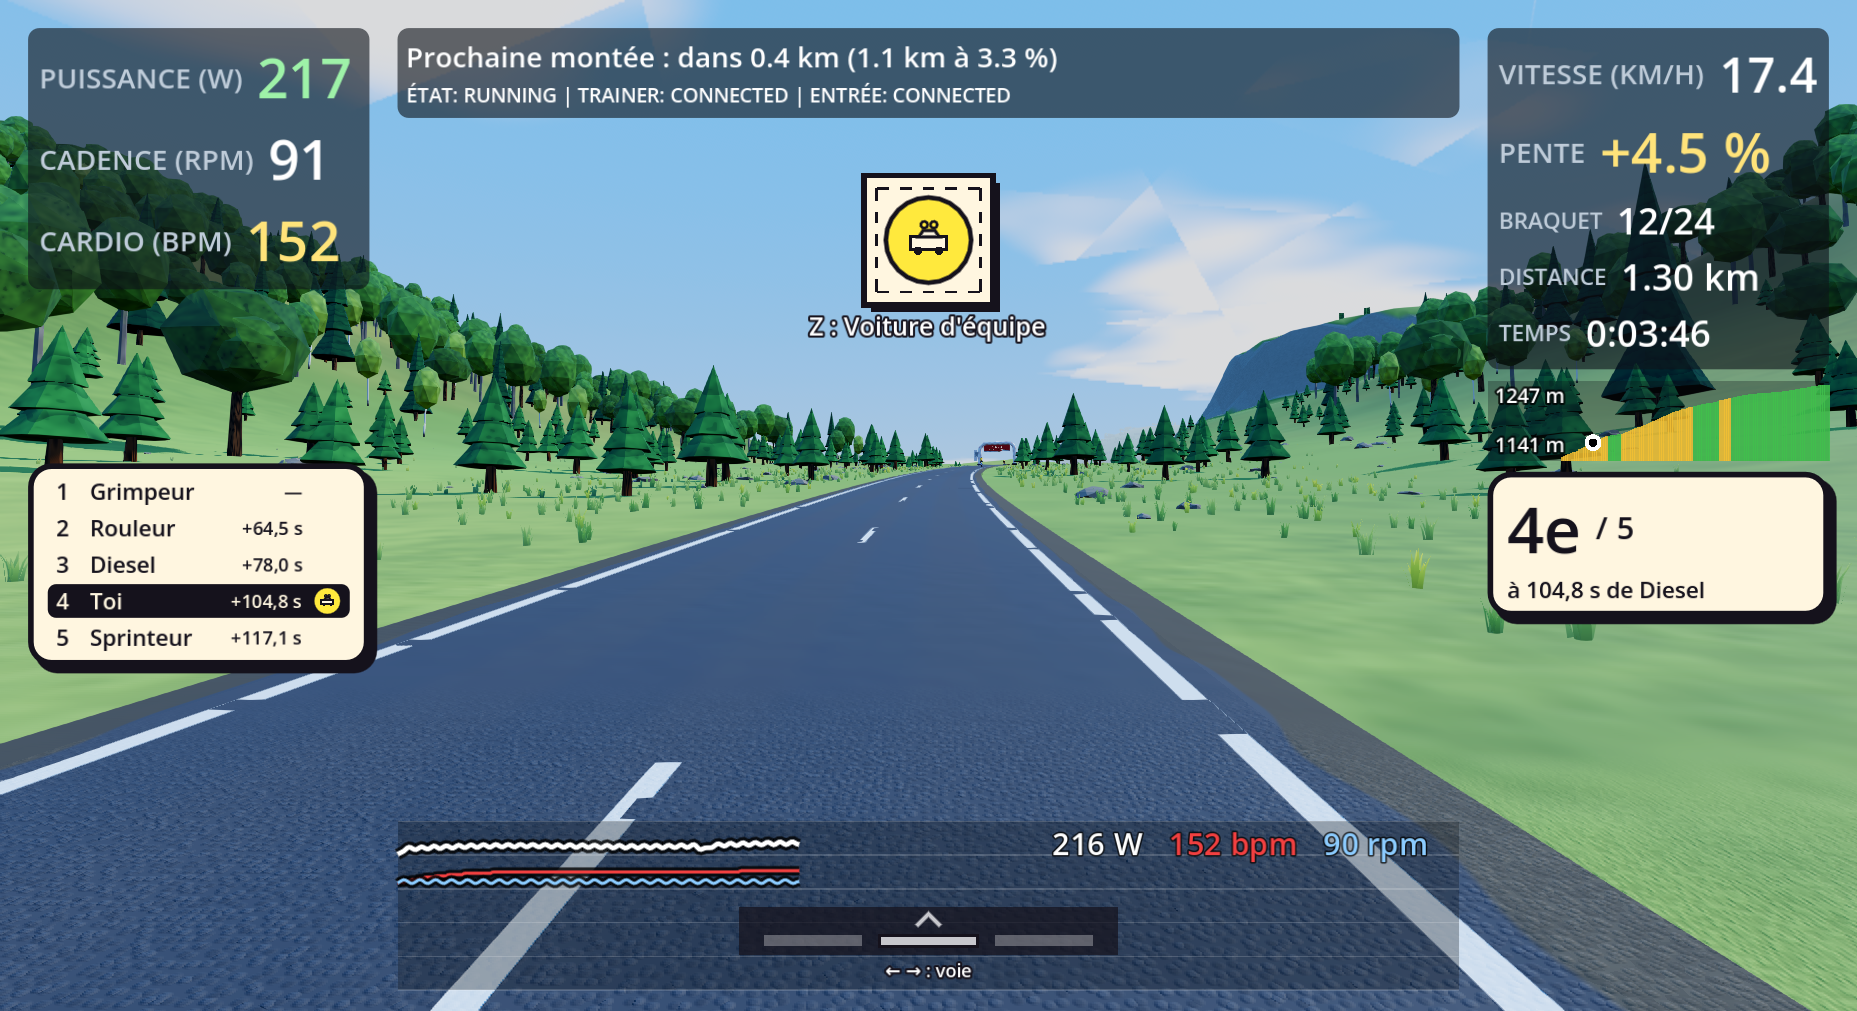 PUISSANCE (W) 217
CADENCE (RPM) 91
CARDIO (BPM) 152
Prochaine montée : dans 0.4 km (1.1 km à 3.3 %)
ÉTAT: RUNNING | TRAINER: CONNECTED | ENTRÉE: CONNECTED
VITESSE (KM/H) 17.4
PENTE +4.5 %
BRAQUET 12/24
DISTANCE 1.30 km
TEMPS 0:03:46
Z : Voiture d'équipe
1247 m
1141 m
1 Grimpeur —
2 Rouleur +64,5 s
3 Diesel +78,0 s
4 Toi +104,8 s
5 Sprinteur +117,1 s
4e / 5
à 104,8 s de Diesel
216 W 152 bpm 90 rpm
← → : voie